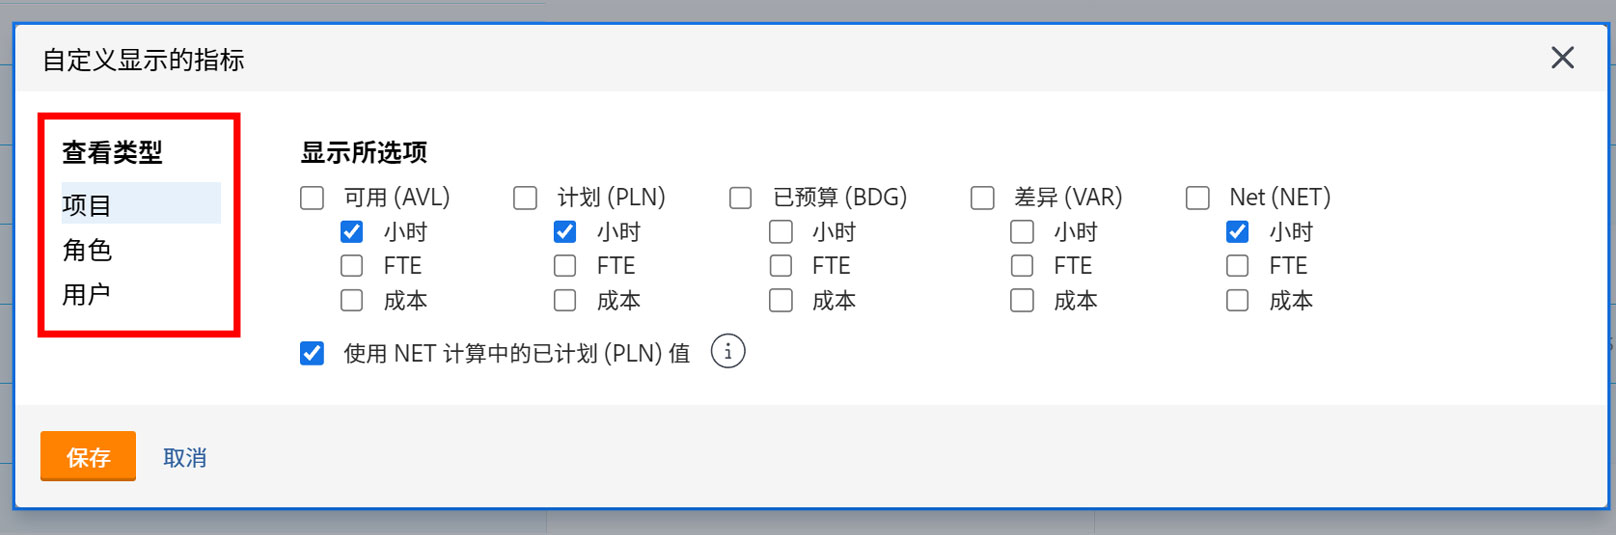 自定义显示的指标
查看类型
项目
角色
用户
显示所选项
可用 (AVL) 计划 (PLN) 已预算 (BDG) 差异 (VAR) Net (NET)
小时 小时 小时 小时 小时
FTE FTE FTE FTE FTE
成本 成本 成本 成本 成本
使用 NET 计算中的已计划 (PLN) 值
保存 取消